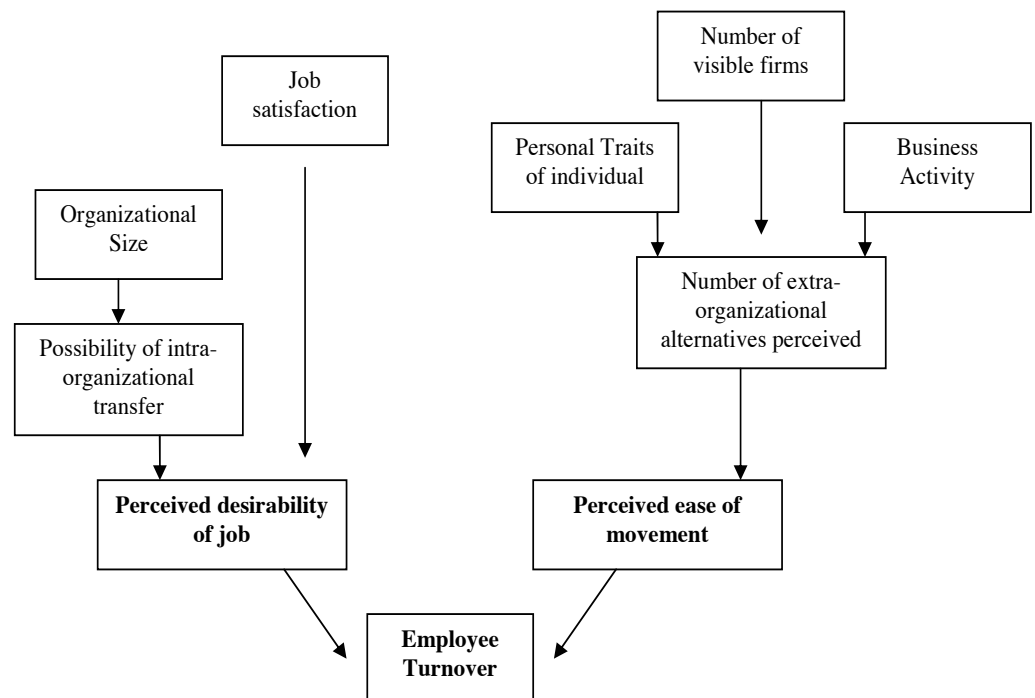 Number of
visible firms
Job
satisfaction
Personal Traits
of individual
Business
Activity
Organizational
Size
Number of extra-
organizational
alternatives perceived
Possibility of intra-
organizational
transfer
Perceived desirability
of job
Perceived ease of
movement
Employee
Turnover